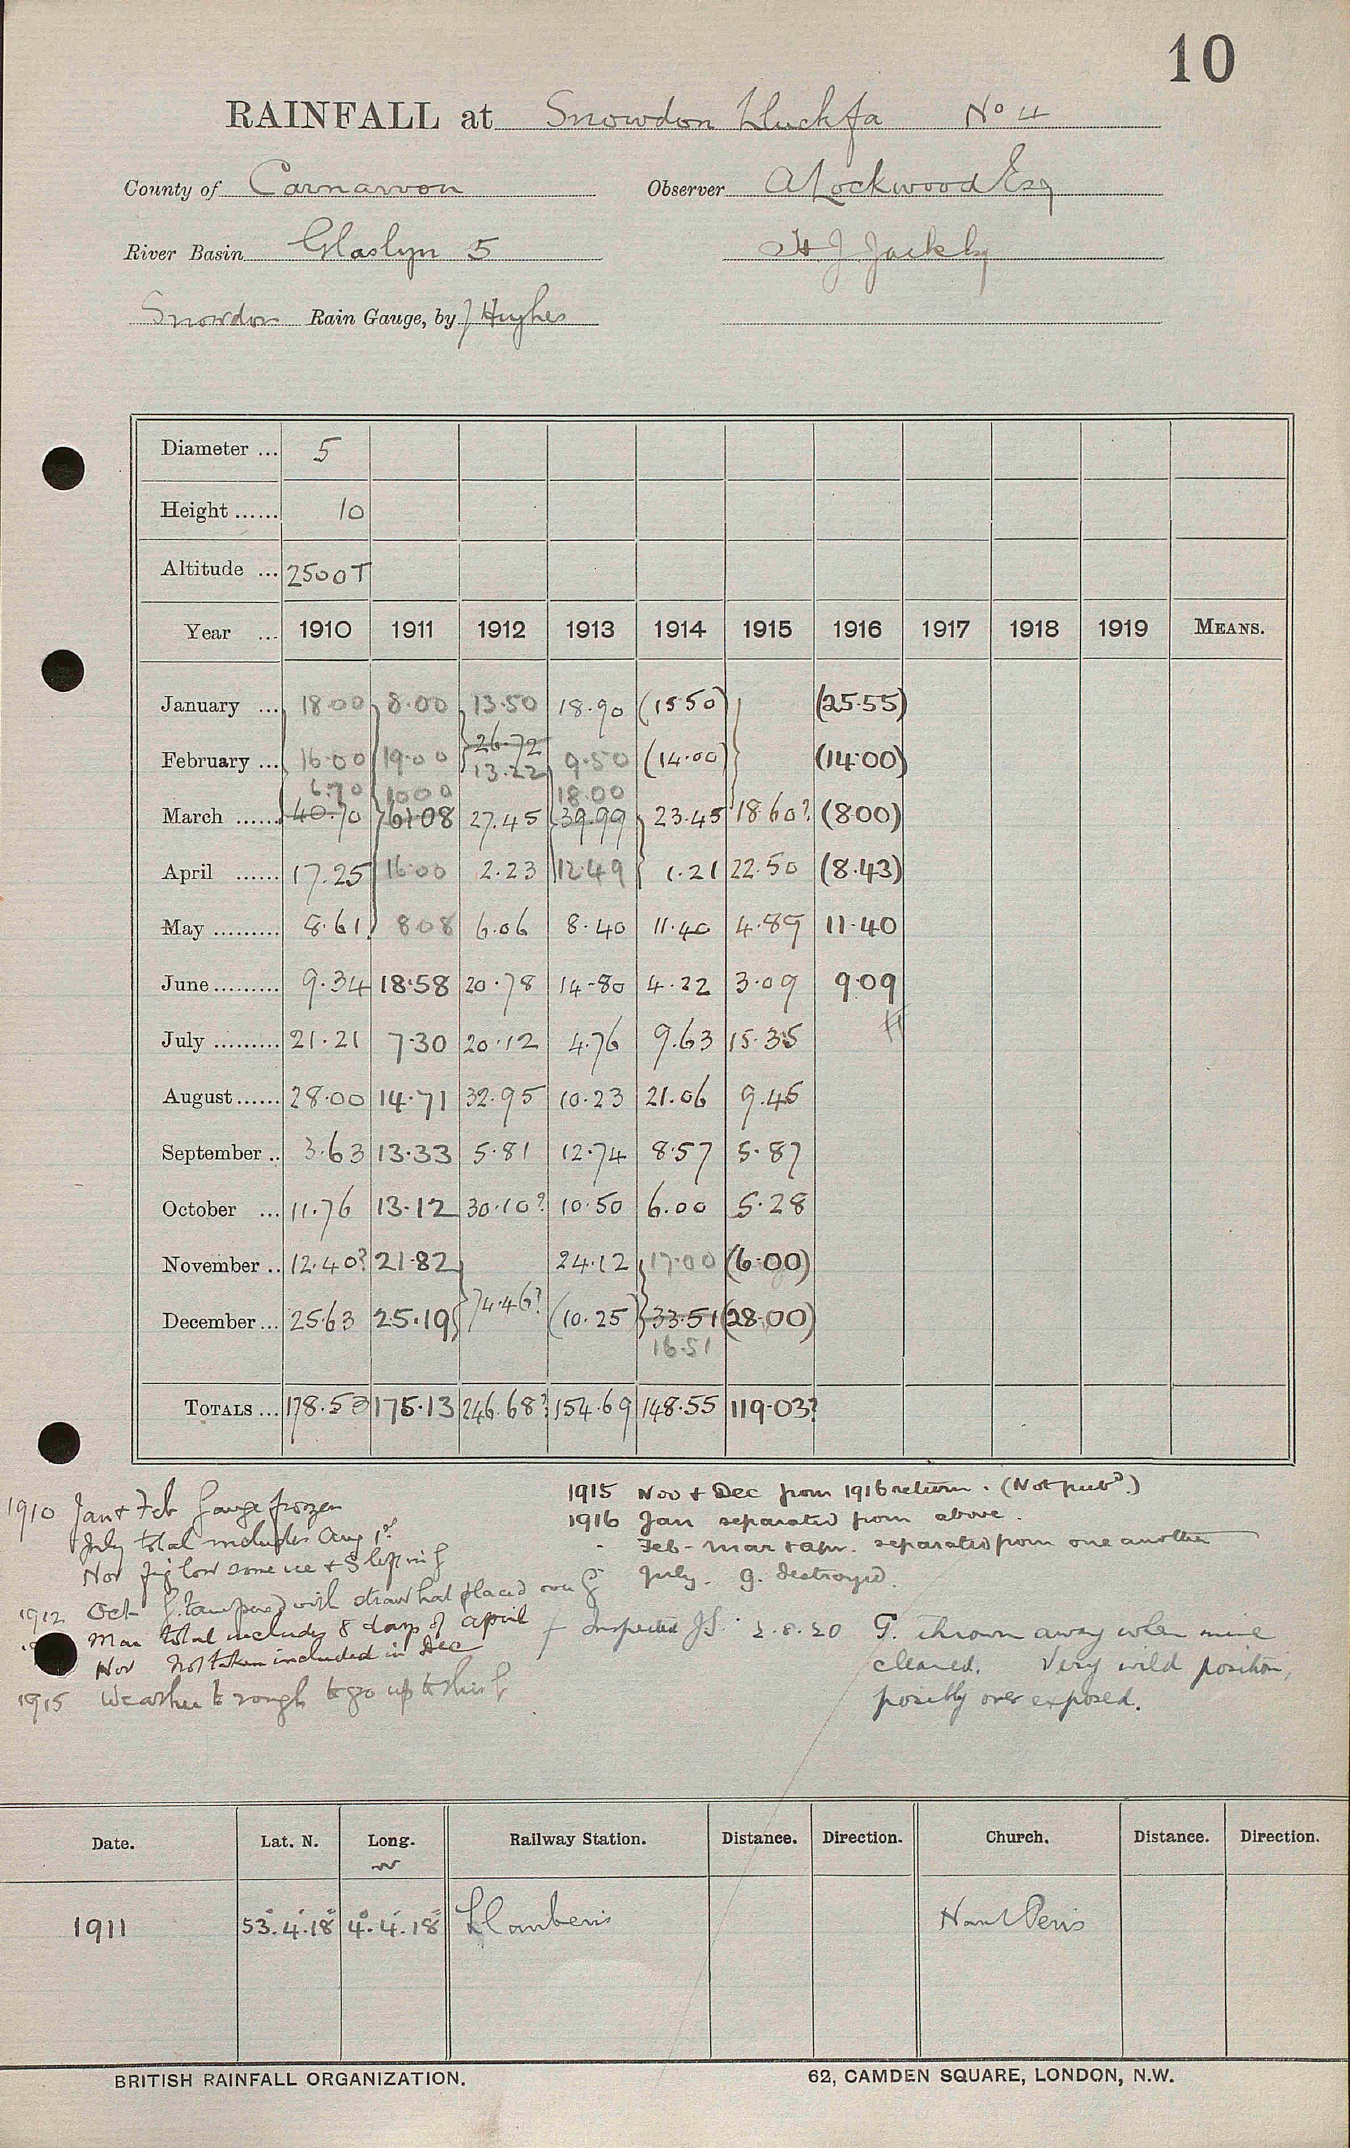 10
RAINFALL at Snowdon Lluckfa No 4
County of Carnarvon Observer A Lockwood Esq
River Basin Glaslyn 5 H J Jackby
Snowdon Rain Gauge, by J Hughes
Diameter ... 5
Height ...... 10
Altitude ... 2500T
Year ... 1910 1911 1912 1913 1914 1915 1916 1917 1918 1919 MEANS.
January ... 18.00 8.00 13.50 18.90 (15.50) (25.55)
February ... 16.00 19.00 26.72 13.22 9.50 (14.00) (14.00)
6.70 10.00 18.00
March ...... 40.70 61.08 27.45 39.99 23.45 18.60? (8.00)
April ...... 17.25 16.00 2.23 12.49 1.21 22.50 (8.43)
May ......... 8.61 8.08 6.06 8.40 11.40 4.89 11.40
June ......... 9.34 18.58 20.78 14.80 4.22 3.09 9.09
July ......... 21.21 7.30 20.12 4.76 9.63 15.35
August ...... 28.00 14.71 32.95 10.23 21.06 9.45
September .. 3.63 13.33 5.81 12.74 8.57 5.87
October ... 11.76 13.12 30.10? 10.50 6.00 5.28
November .. 12.40? 21.82 24.12 17.00 (6.00)
December ... 25.63 25.19 74.46? (10.25) 33.51 (28.00)
16.51
TOTALS ... 178.53 175.13 246.68? 154.69 148.55 119.03?
1910 Jan + Feb Gauge frozen
July total includes Aug 1st
Nov fig low some ice + S left in G
1912 Oct G. tampered with straw hat placed over G
Mar total includes 8 days of April
Nov Not taken included in Dec
1915 Weather to rough to go up to this G
1915 Nov + Dec from 1916 return. (Not pubd.)
1916 Jan separated from above.
- Feb - Mar + Apr. separated from one another
July. G. destroyed.
Inspected JS. 2.8.20 G. thrown away when mine
cleared. Very wild position,
possibly over exposed.
Date. Lat. N. Long. W Railway Station. Distance. Direction. Church. Distance. Direction.
1911 53°.4'.18" 4°.4'.18" Llanberis Nant Peris
BRITISH RAINFALL ORGANIZATION. 62, CAMDEN SQUARE, LONDON, N.W.